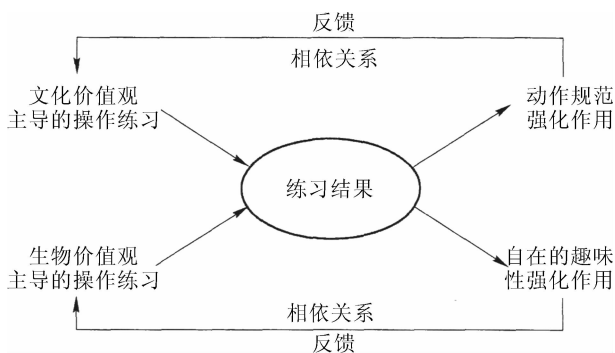 反馈
相依关系
文化价值观
主导的操作练习
动作规范
强化作用
练习结果
生物价值观
主导的操作练习
自在的趣味
性强化作用
相依关系
反馈